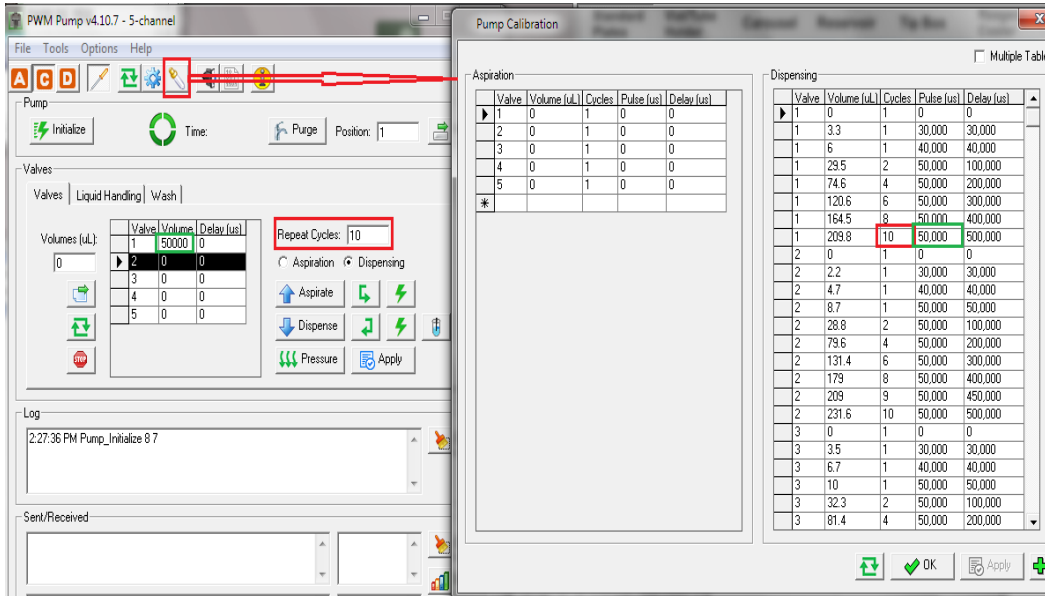 PWM Pump v4.10.7 - 5-channel
File Tools Options Help
A C D
Pump
Initialize
Time:
Purge
Position: 1
Valves
Valves Liquid Handling Wash
Volumes (uL):
0
Valve Volume Delay (us)
1 50000 0
2 0 0
3 0 0
4 0 0
5 0 0
STOP
Repeat Cycles: 10
Aspiration Dispensing
Aspirate
Dispense
Pressure
Apply
Log
2:27:36 PM Pump_Initialize 8 7
Sent/Received
Pump Calibration
Multiple Table
Aspiration
Valve Volume (uL) Cycles Pulse (us) Delay (us)
1 0 1 0 0
2 0 1 0 0
3 0 1 0 0
4 0 1 0 0
5 0 1 0 0
Dispensing
Valve Volume (uL) Cycles Pulse (us) Delay (us)
1 0 1 0 0
1 3.3 1 30,000 30,000
1 6 1 40,000 40,000
1 29.5 2 50,000 100,000
1 74.6 4 50,000 200,000
1 120.6 6 50,000 300,000
1 164.5 8 50,000 400,000
1 209.8 10 50,000 500,000
2 0 1 0 0
2 2.2 1 30,000 30,000
2 4.7 1 40,000 40,000
2 8.7 1 50,000 50,000
2 28.8 2 50,000 100,000
2 79.6 4 50,000 200,000
2 131.4 6 50,000 300,000
2 179 8 50,000 400,000
2 209 9 50,000 450,000
2 231.6 10 50,000 500,000
3 0 1 0 0
3 3.5 1 30,000 30,000
3 6.7 1 40,000 40,000
3 10 1 50,000 50,000
3 32.3 2 50,000 100,000
3 81.4 4 50,000 200,000
OK
Apply